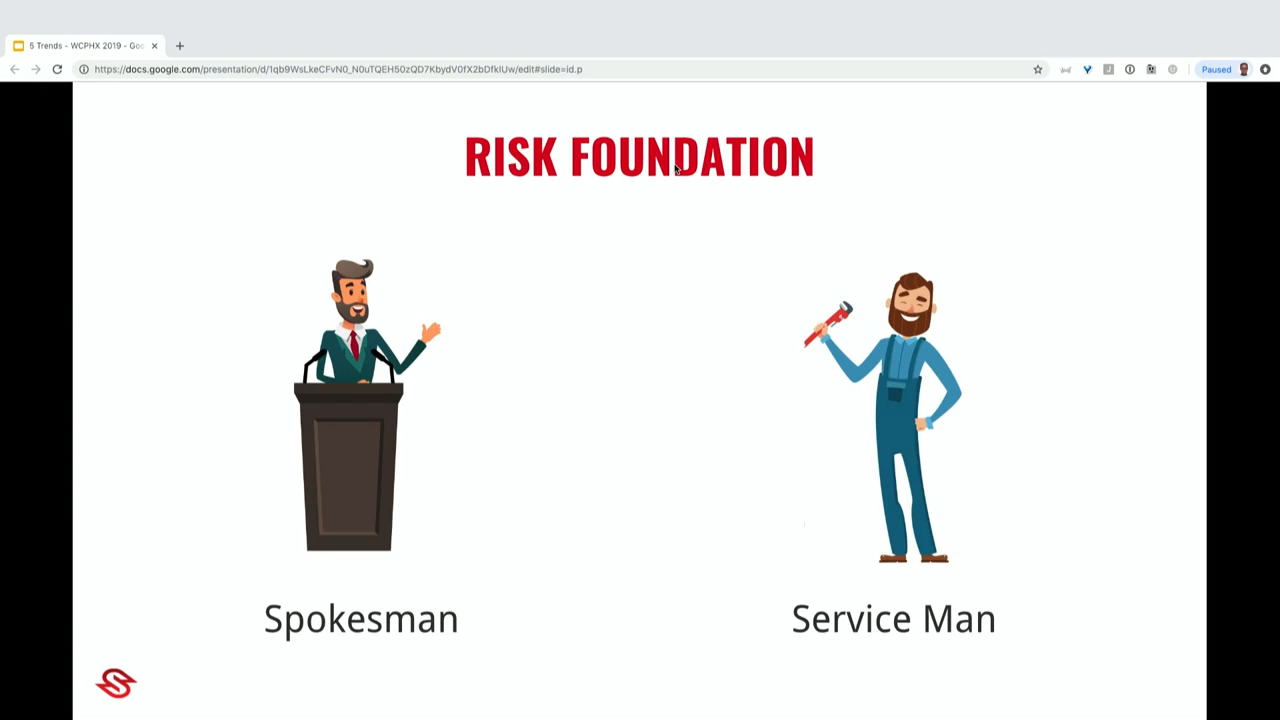 5 Trends - WCPHX 2019 - Goo
https://docs.google.com/presentation/d/1qb9WsLkeCFvN0_N0uTQEH50zQD7KbydV0fX2bDfkIUw/edit#slide=id.p
Paused
RISK FOUNDATION
Spokesman
Service Man